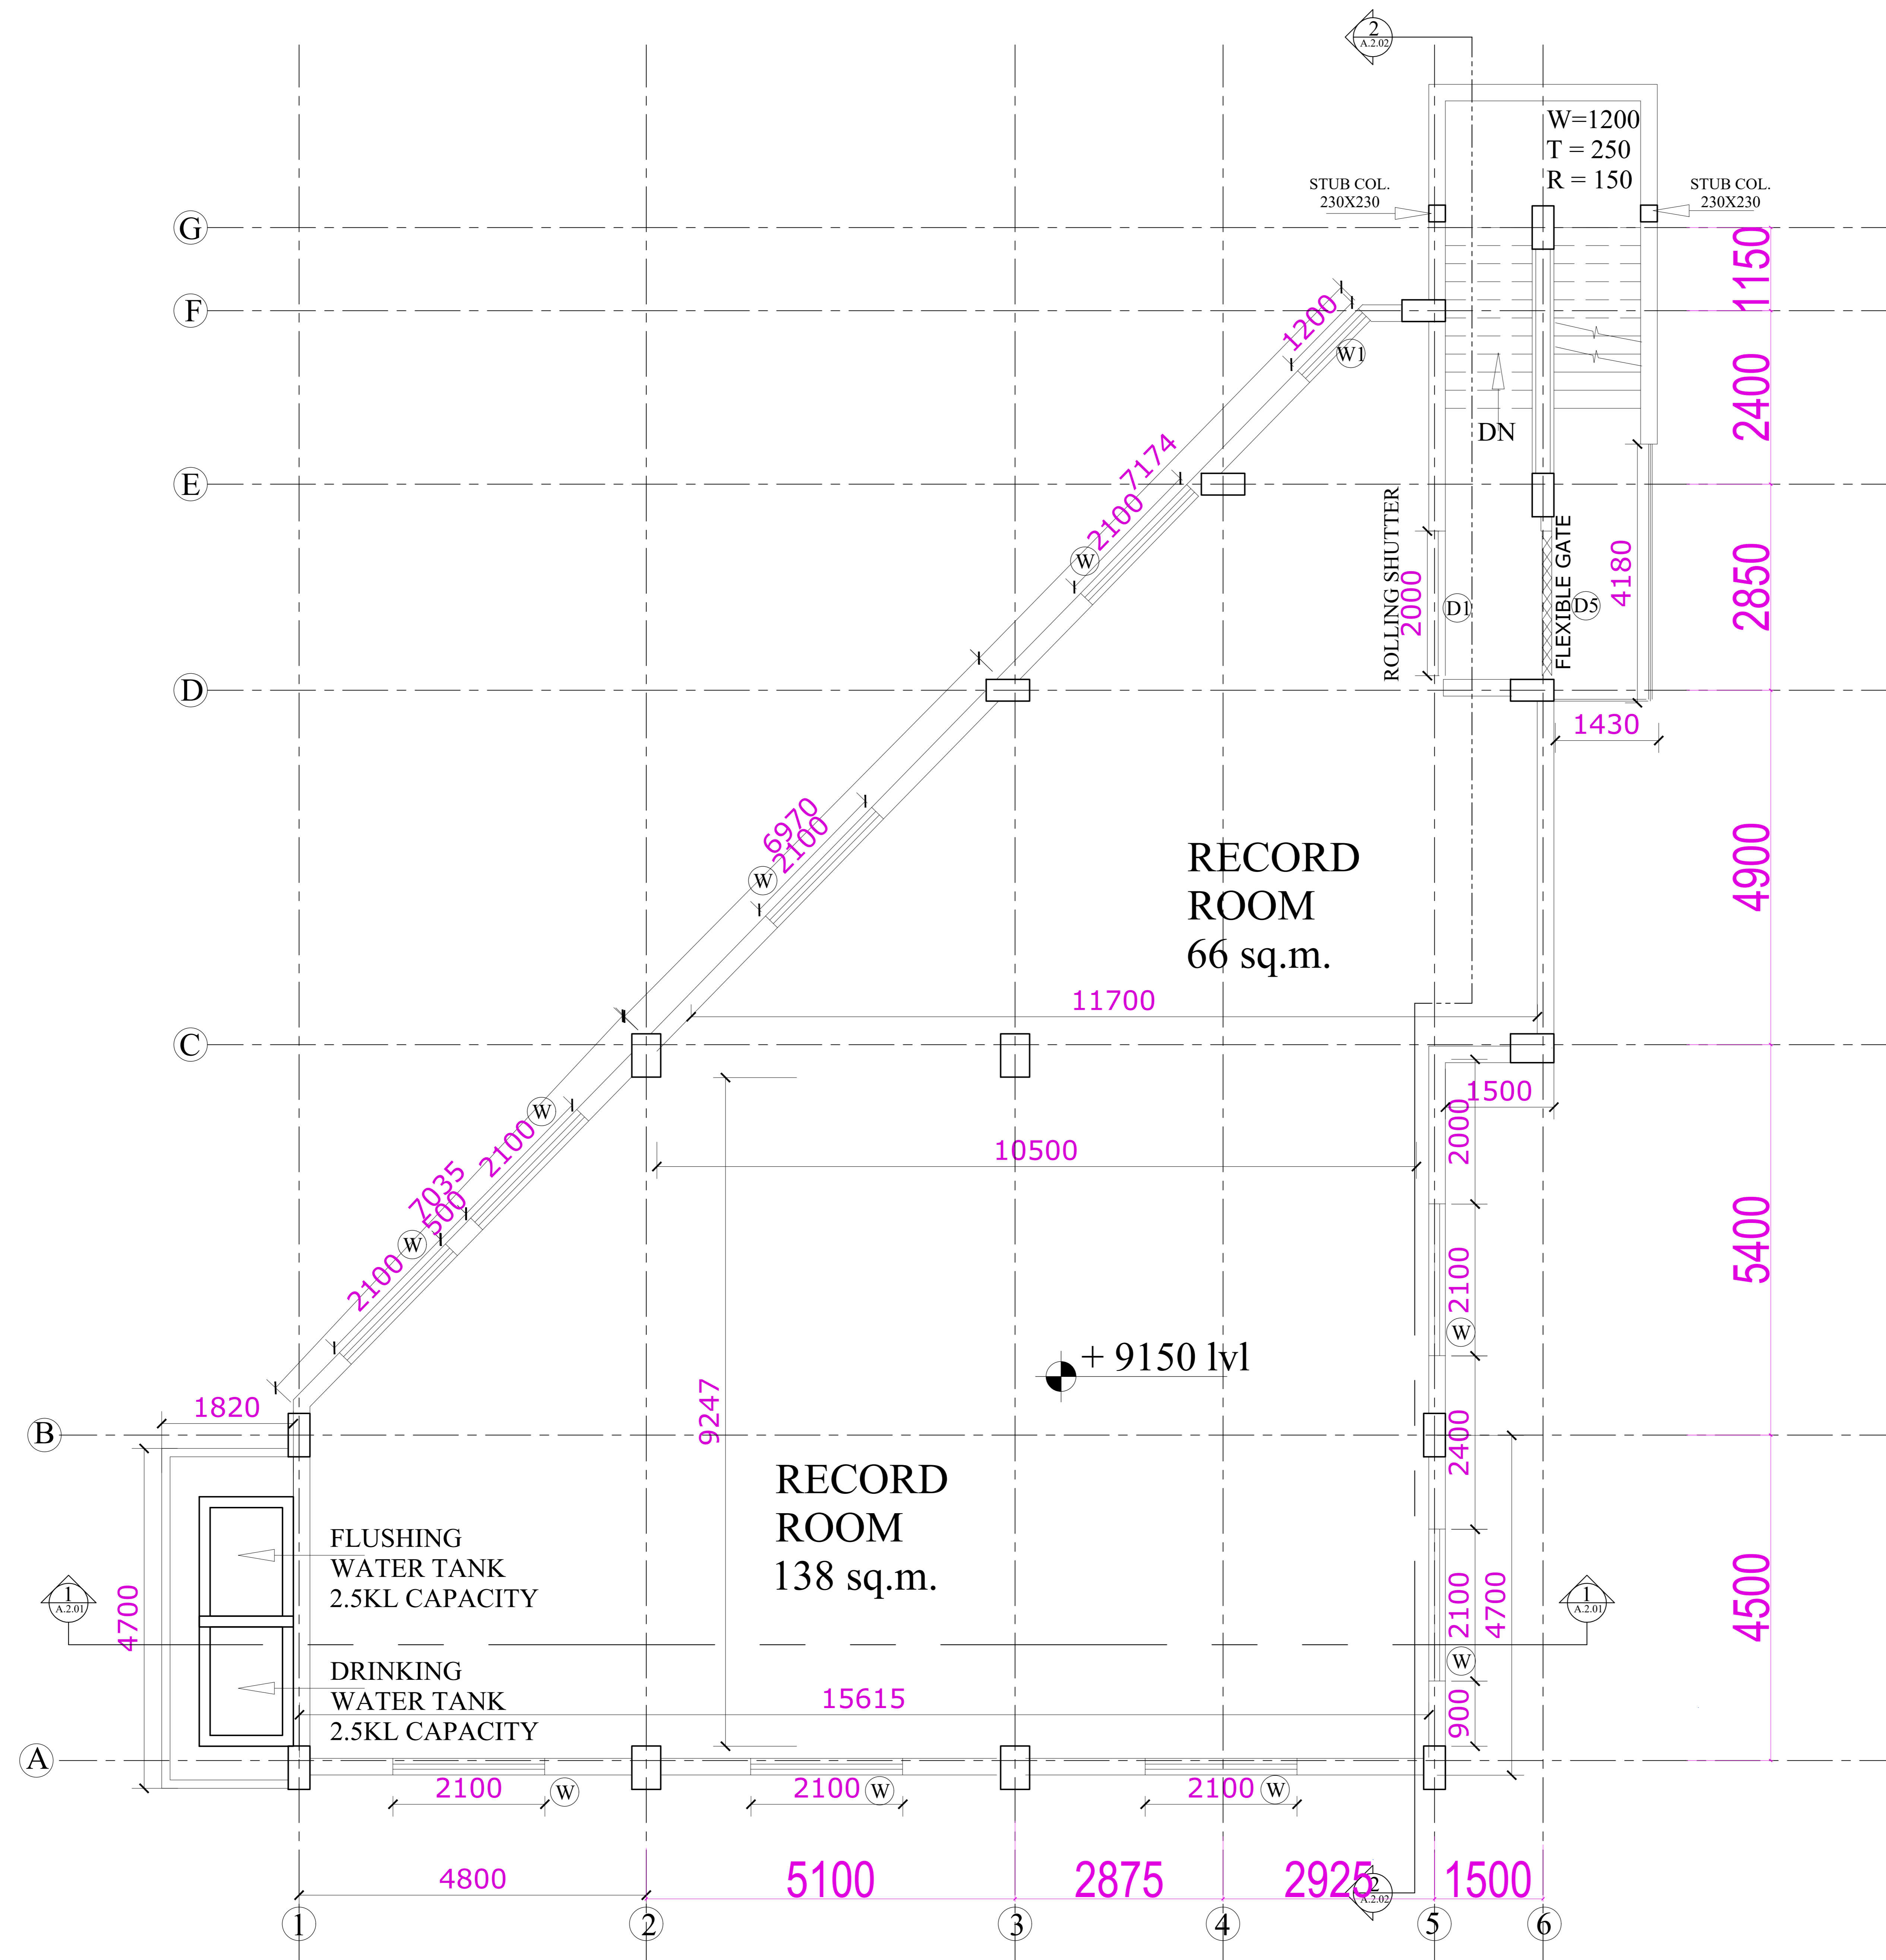 2
A.2.02
W=1200
T = 250
R = 150
STUB COL.
230X230
STUB COL.
230X230
G
1150
F
1200
W1
2400
DN
7174
E
2100
W
ROLLING SHUTTER
2000
D1
FLEXIBLE GATE
D5
4180
2850
D
1430
6970
2100
W
RECORD
ROOM
66 sq.m.
4900
11700
C
1500
2000
W
2100
10500
7035
500
W
2100
2100
W
5400
+ 9150 lvl
9247
1820
B
2400
RECORD
ROOM
138 sq.m.
FLUSHING
WATER TANK
2.5KL CAPACITY
1
A.2.01
4700
2100
4700
1
A.2.01
4500
DRINKING
WATER TANK
2.5KL CAPACITY
W
15615
900
A
2100
W
2100
W
2100
W
4800
5100
2875
2925
1500
2
A.2.02
1
2
3
4
5
6